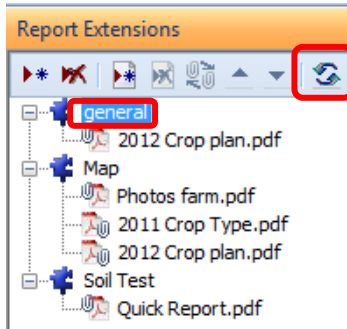 Report Extensions
general
2012 Crop plan.pdf
Map
Photos farm.pdf
2011 Crop Type.pdf
2012 Crop plan.pdf
Soil Test
Quick Report.pdf